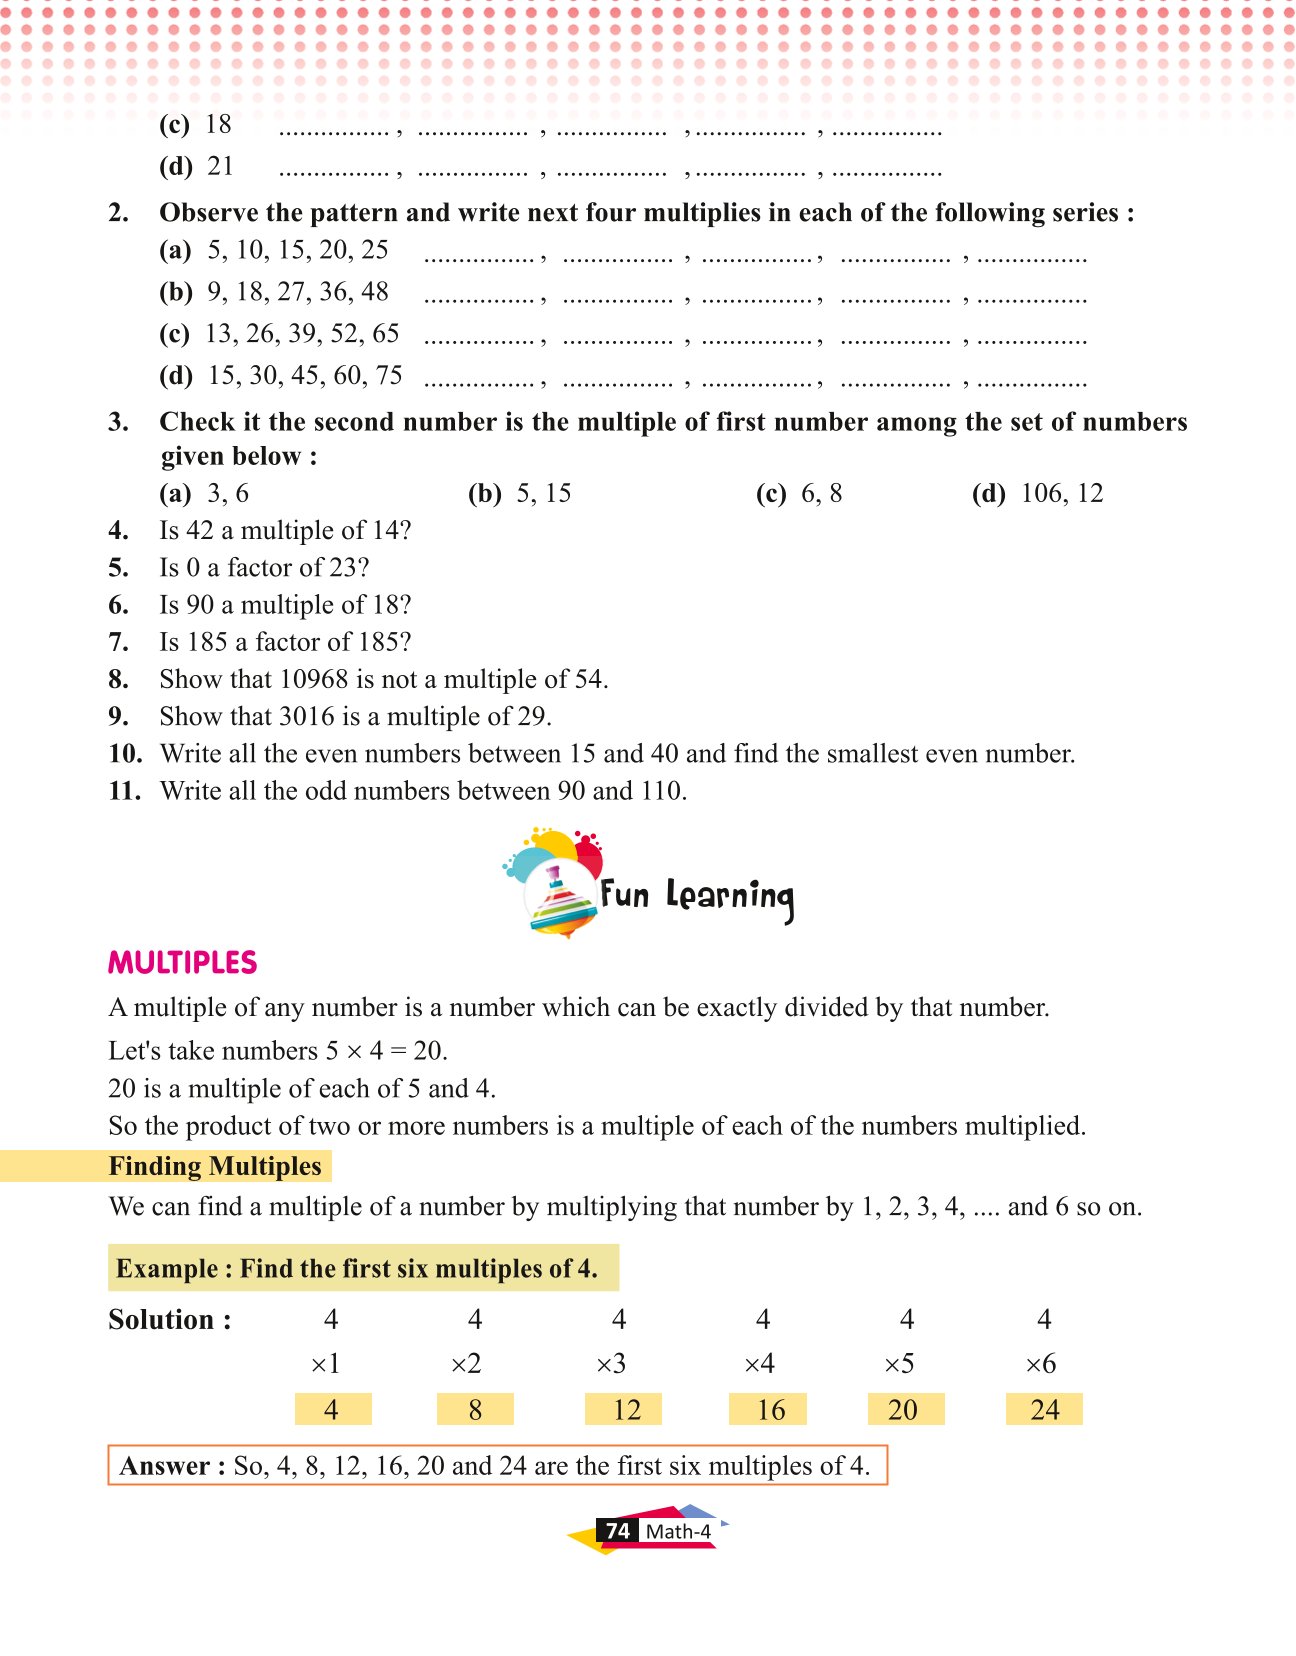 (c) 18 ................ , ................ , ................ , ................ , ................
(d) 21 ................ , ................ , ................ , ................ , ................
2. Observe the pattern and write next four multiplies in each of the following series :
(a) 5, 10, 15, 20, 25 ................ , ................ , ................ , ................ , ................
(b) 9, 18, 27, 36, 48 ................ , ................ , ................ , ................ , ................
(c) 13, 26, 39, 52, 65 ................ , ................ , ................ , ................ , ................
(d) 15, 30, 45, 60, 75 ................ , ................ , ................ , ................ , ................
3. Check it the second number is the multiple of first number among the set of numbers
given below :
(a) 3, 6 (b) 5, 15 (c) 6, 8 (d) 106, 12
4. Is 42 a multiple of 14?
5. Is 0 a factor of 23?
6. Is 90 a multiple of 18?
7. Is 185 a factor of 185?
8. Show that 10968 is not a multiple of 54.
9. Show that 3016 is a multiple of 29.
10. Write all the even numbers between 15 and 40 and find the smallest even number.
11. Write all the odd numbers between 90 and 110.
Fun Learning
MULTIPLES
A multiple of any number is a number which can be exactly divided by that number.
Let's take numbers 5 × 4 = 20.
20 is a multiple of each of 5 and 4.
So the product of two or more numbers is a multiple of each of the numbers multiplied.
Finding Multiples
We can find a multiple of a number by multiplying that number by 1, 2, 3, 4, .... and 6 so on.
Example : Find the first six multiples of 4.
Solution : 4 4 4 4 4 4
×1 ×2 ×3 ×4 ×5 ×6
4 8 12 16 20 24
Answer : So, 4, 8, 12, 16, 20 and 24 are the first six multiples of 4.
74 Math-4